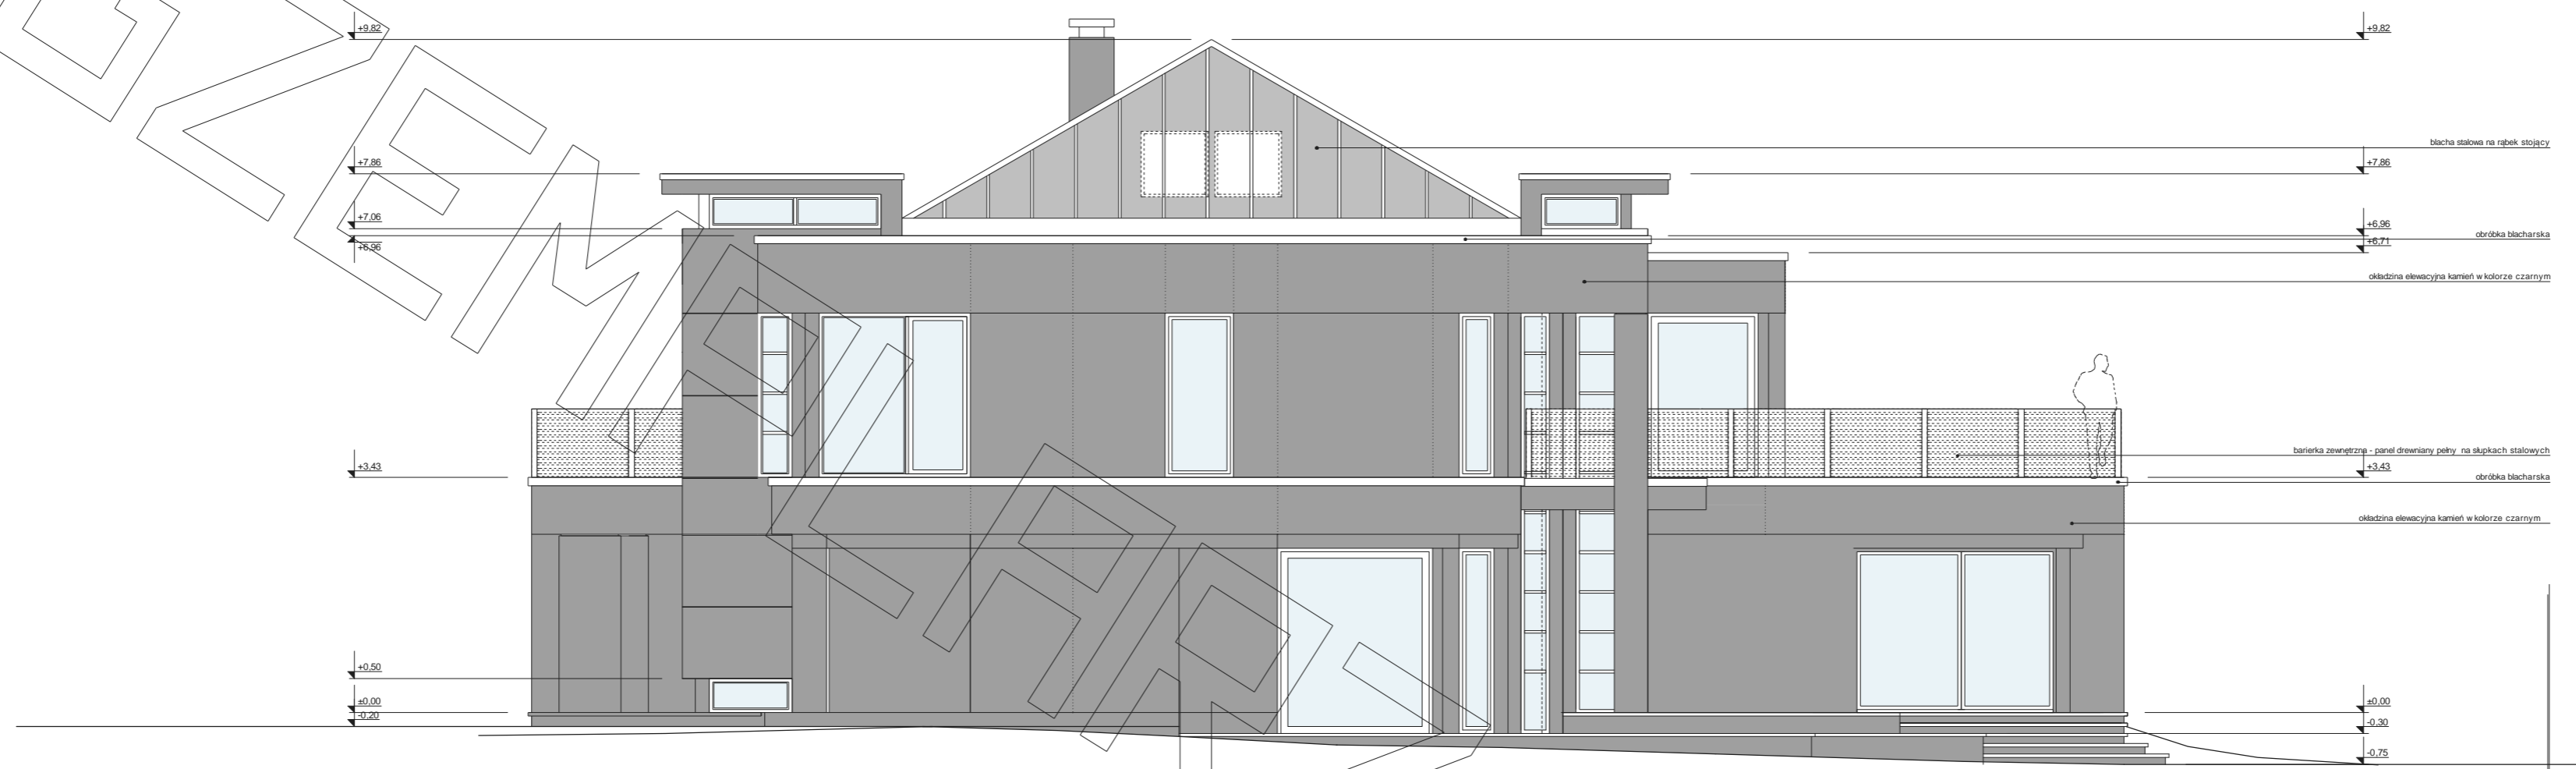 +9,82
+9,82
blacha stalowa na rąbek stojący
+7,86
+7,86
+7,06
+6,96
obróbka blacharska
+6,96
+6,71
okładzina elewacyjna kamień w kolorze czarnym
barierka zewnętrzna - panel drewniany pełny na słupkach stalowych
+3,43
+3,43
obróbka blacharska
okładzina elewacyjna kamień w kolorze czarnym
+0,50
±0,00
±0,00
-0,20
-0,30
-0,75